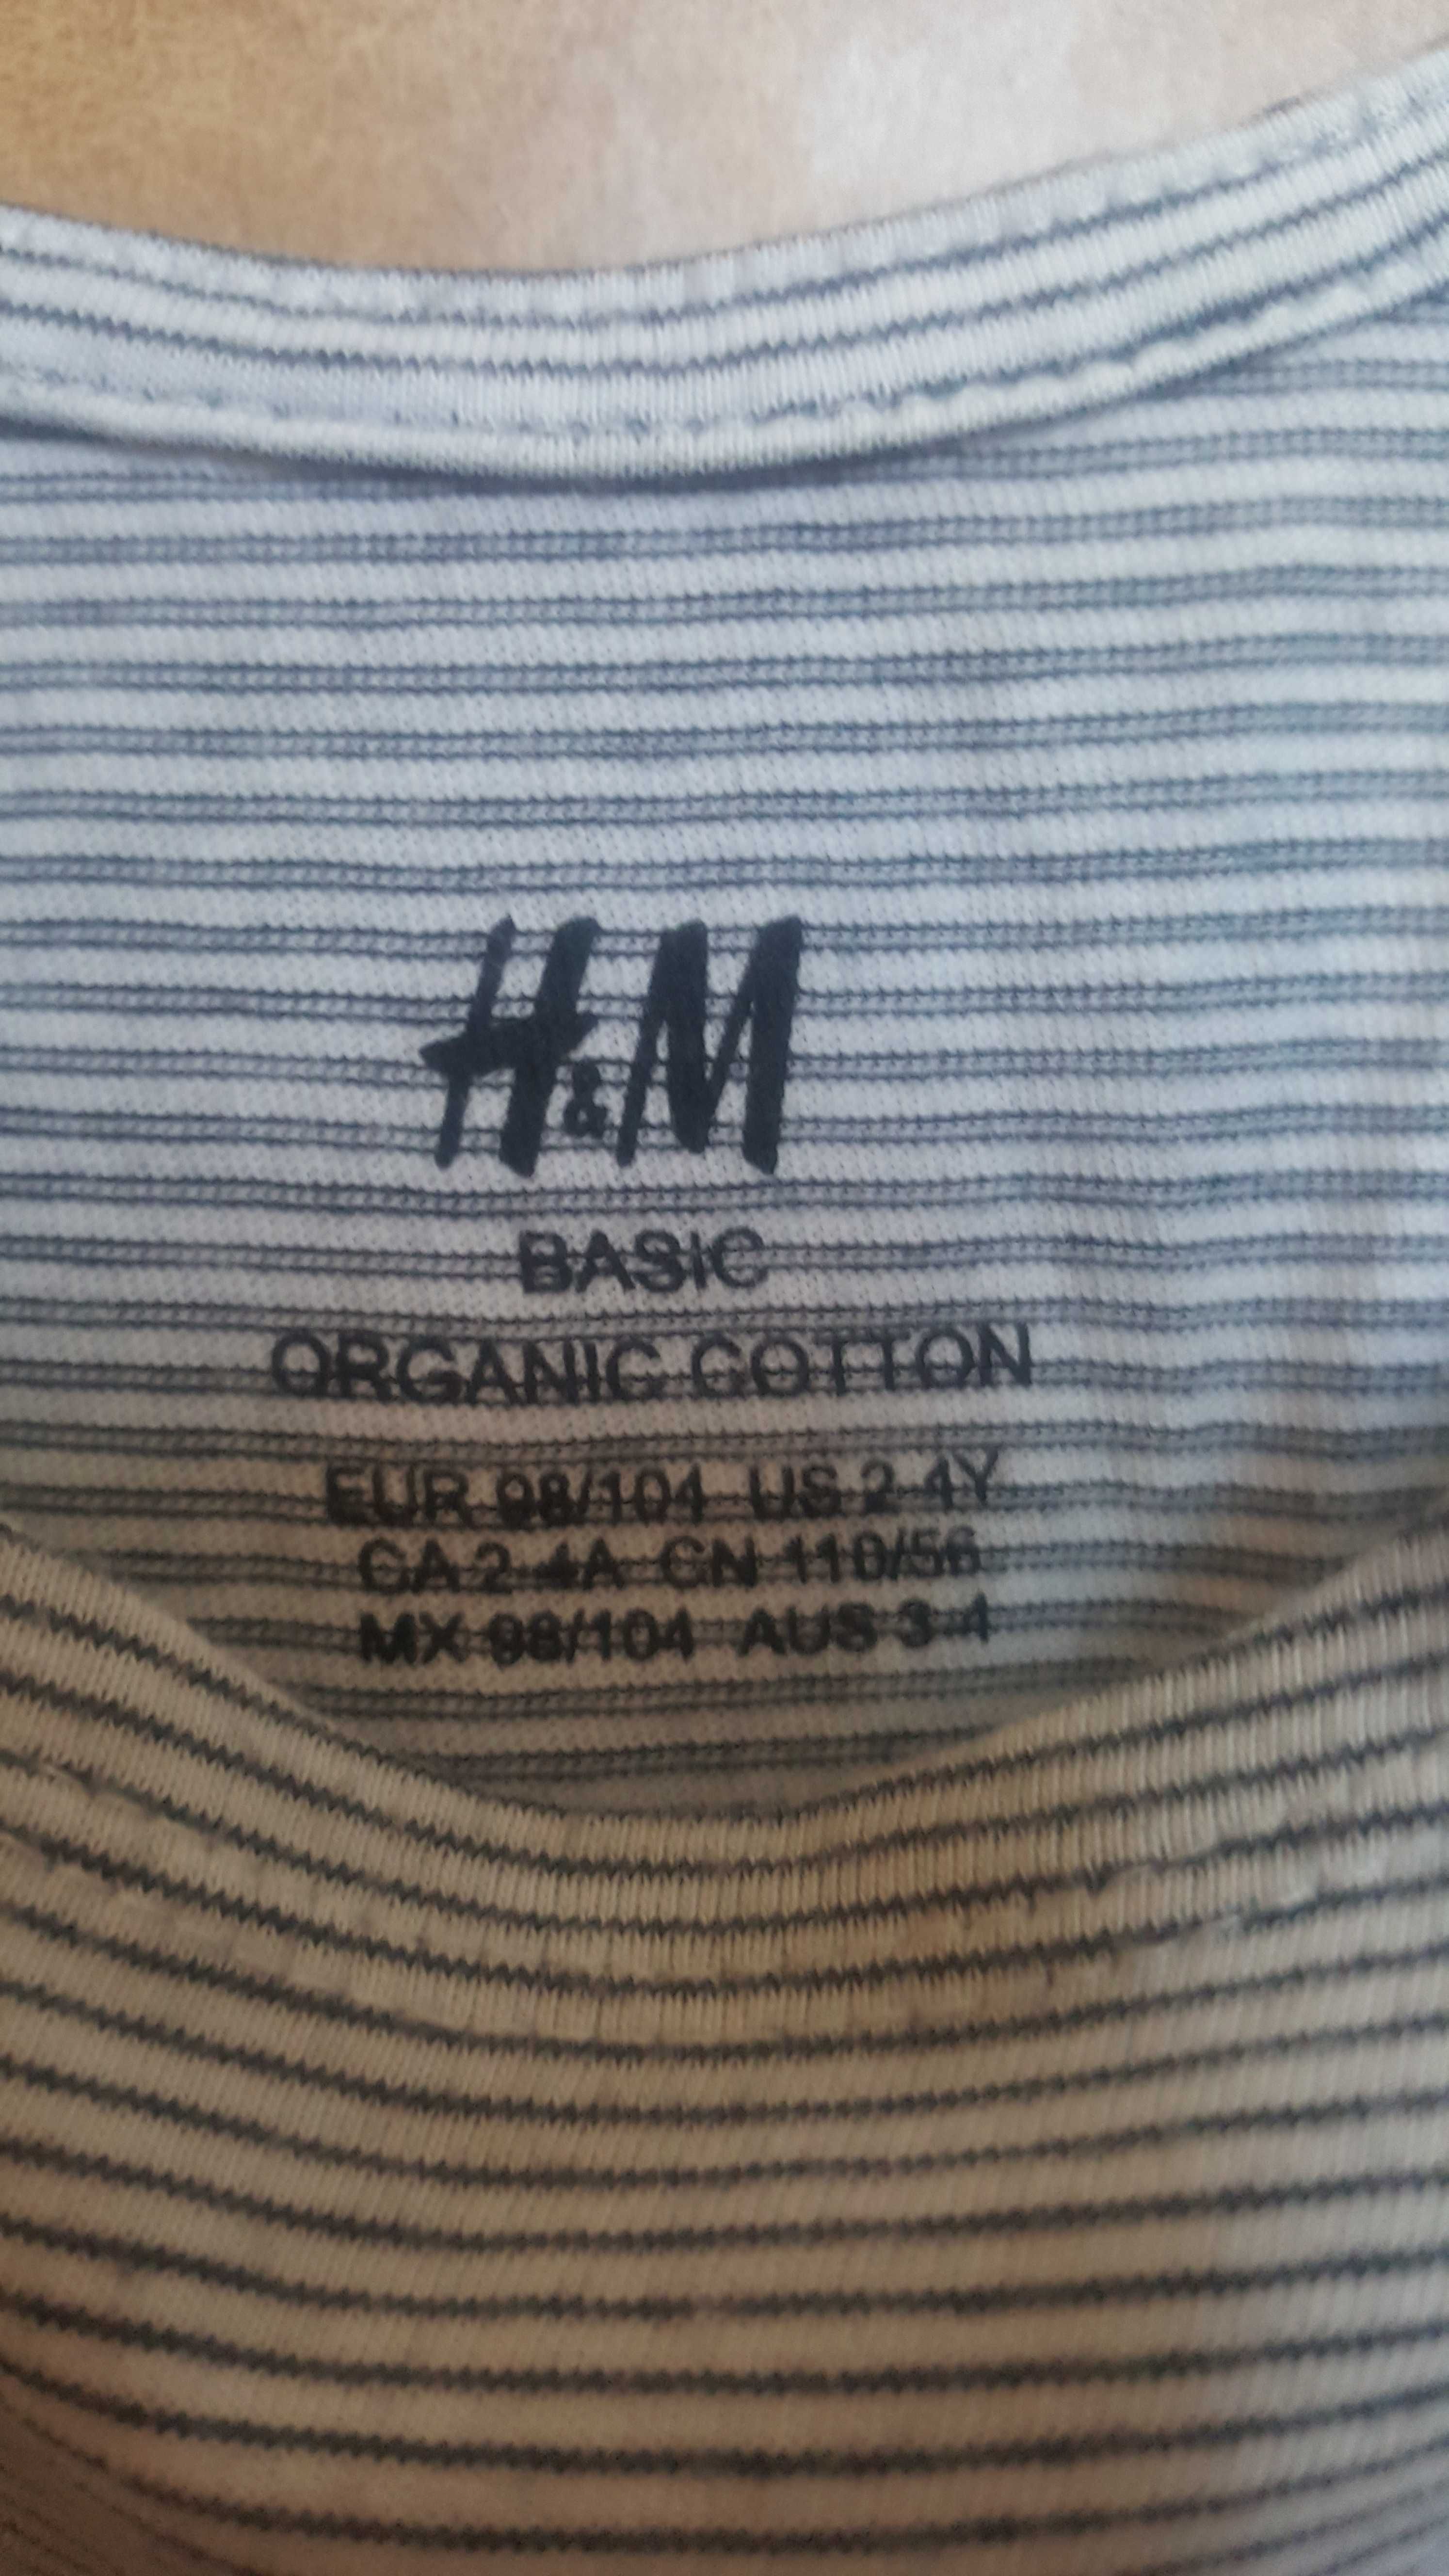 H&M
BASIC
ORGANIC COTTON
EUR 98/104 US 2-4Y
CA 2-4A CN 110/56
MX 98/104 AUS 3-4